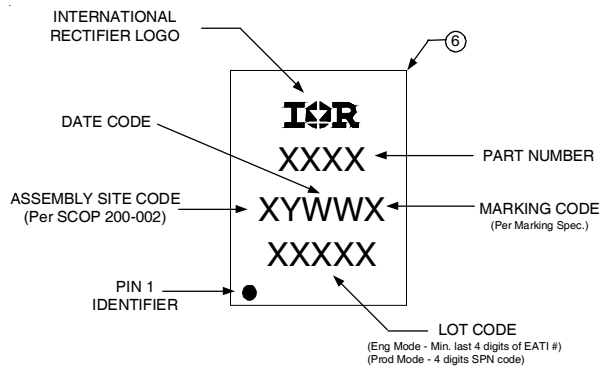 INTERNATIONAL
RECTIFIER LOGO
6
IOR
DATE CODE
XXXX
PART NUMBER
ASSEMBLY SITE CODE
(Per SCOP 200-002)
XYWWX
MARKING CODE
(Per Marking Spec.)
XXXXX
PIN 1
IDENTIFIER
LOT CODE
(Eng Mode - Min. last 4 digits of EATI #)
(Prod Mode - 4 digits SPN code)